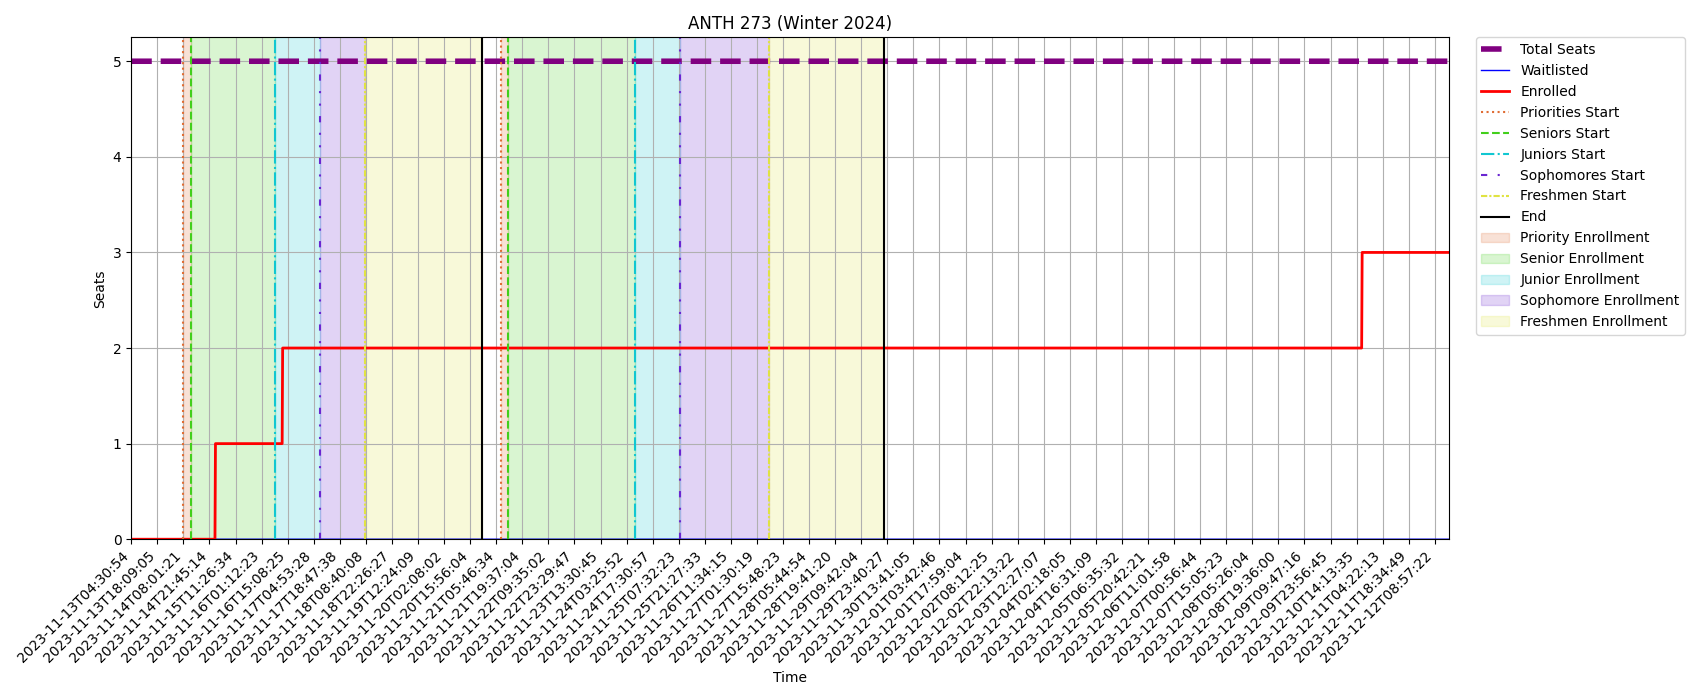 ANTH 273 (Winter 2024)
Seats
5
4
3
2
1
0
2023-11-13T04:30:54
2023-11-13T18:09:05
2023-11-14T08:01:21
2023-11-14T21:45:14
2023-11-15T11:26:34
2023-11-16T01:12:23
2023-11-16T15:08:25
2023-11-17T04:53:28
2023-11-17T18:47:38
2023-11-18T08:40:08
2023-11-18T22:26:27
2023-11-19T12:24:09
2023-11-20T02:08:02
2023-11-20T15:56:04
2023-11-21T05:46:34
2023-11-21T19:37:04
2023-11-22T09:35:02
2023-11-22T23:29:47
2023-11-23T13:30:45
2023-11-24T03:25:52
2023-11-24T17:30:57
2023-11-25T07:32:23
2023-11-25T21:27:33
2023-11-26T11:34:15
2023-11-27T01:30:19
2023-11-27T15:48:23
2023-11-28T05:44:54
2023-11-28T19:41:20
2023-11-29T09:42:04
2023-11-29T23:40:27
2023-11-30T13:41:05
2023-12-01T03:42:46
2023-12-01T17:59:04
2023-12-02T08:12:25
2023-12-02T22:13:22
2023-12-03T12:27:07
2023-12-04T02:18:05
2023-12-04T16:31:09
2023-12-05T06:35:32
2023-12-05T20:42:21
2023-12-06T11:01:58
2023-12-07T00:56:44
2023-12-07T15:05:23
2023-12-08T05:26:04
2023-12-08T19:36:00
2023-12-09T09:47:16
2023-12-09T23:56:45
2023-12-10T14:13:35
2023-12-11T04:22:13
2023-12-11T18:34:49
2023-12-12T08:57:22
Time
Total Seats
Waitlisted
Enrolled
Priorities Start
Seniors Start
Juniors Start
Sophomores Start
Freshmen Start
End
Priority Enrollment
Senior Enrollment
Junior Enrollment
Sophomore Enrollment
Freshmen Enrollment